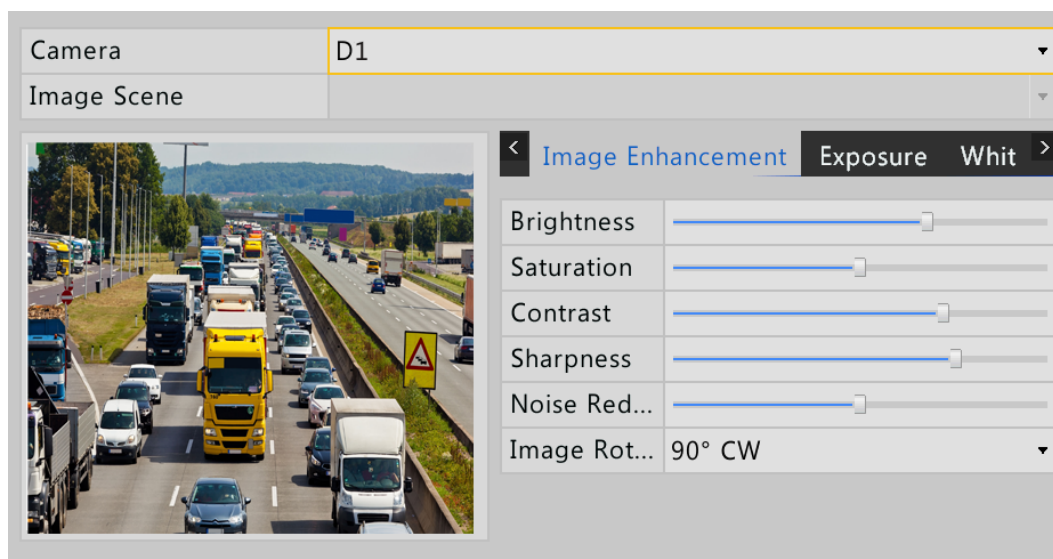 Camera D1
Image Scene
Image Enhancement Exposure Whit
Brightness
Saturation
Contrast
Sharpness
Noise Red...
Image Rot... 90° CW